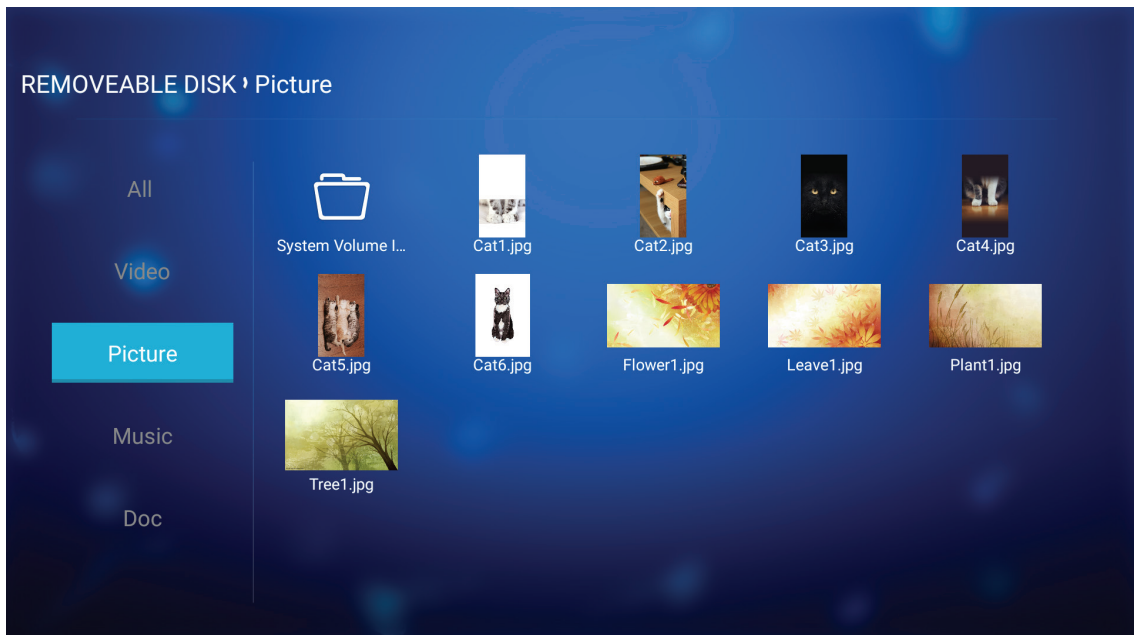 REMOVEABLE DISK › Picture
All
Video
Picture
Music
Doc
System Volume I...
Cat1.jpg
Cat2.jpg
Cat3.jpg
Cat4.jpg
Cat5.jpg
Cat6.jpg
Flower1.jpg
Leave1.jpg
Plant1.jpg
Tree1.jpg